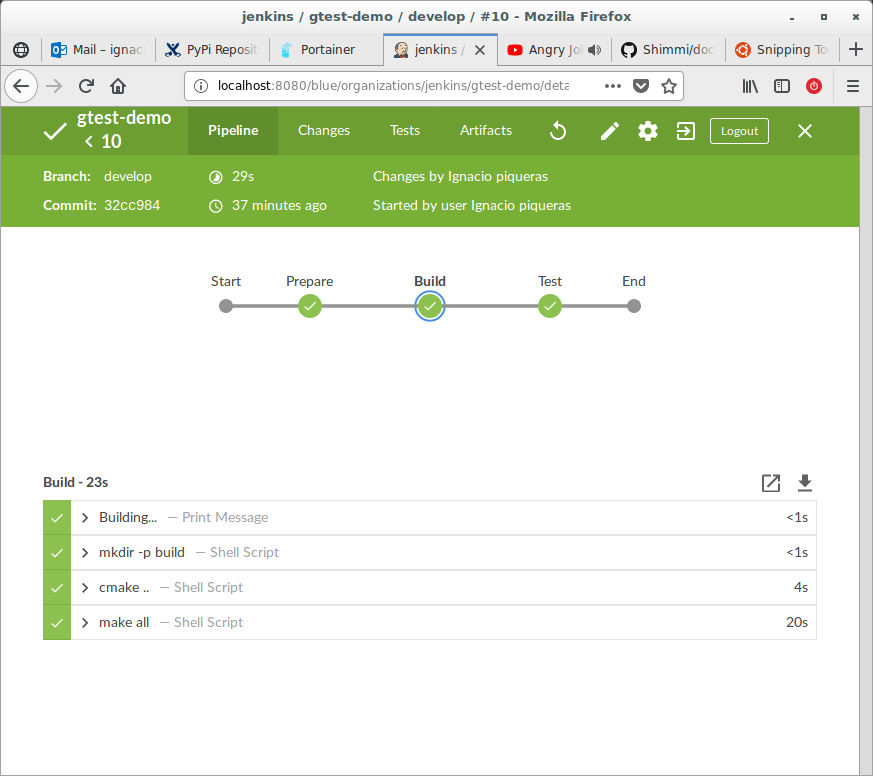 jenkins / gtest-demo / develop / #10 - Mozilla Firefox
Mail – ignac
PyPi Reposit
Portainer
jenkins /
Angry Jo
Shimmi/doc
Snipping To
localhost:8080/blue/organizations/jenkins/gtest-demo/deta
gtest-demo
< 10
Pipeline
Changes
Tests
Artifacts
Logout
Branch: develop
29s
Changes by Ignacio piqueras
Commit: 32cc984
37 minutes ago
Started by user Ignacio piqueras
Start
Prepare
Build
Test
End
Build - 23s
Building... — Print Message <1s
mkdir -p build — Shell Script <1s
cmake .. — Shell Script 4s
make all — Shell Script 20s